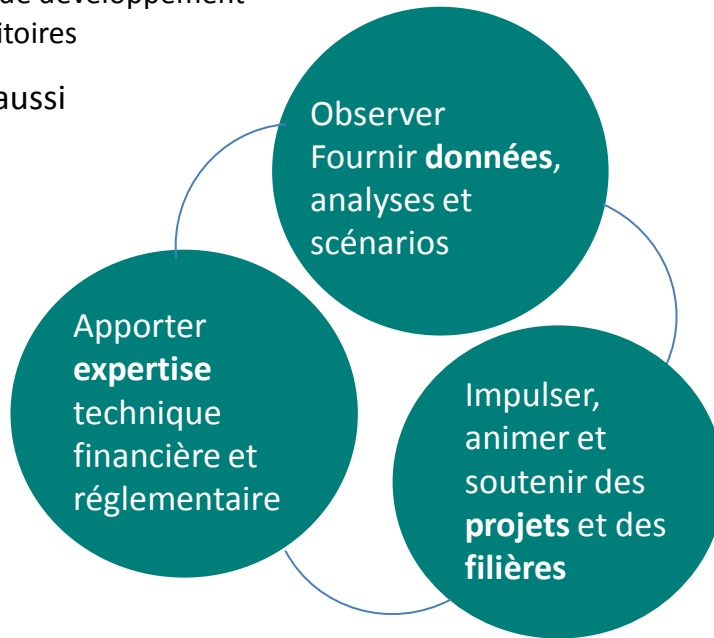 de développement
itoires
aussi
Observer
Fournir données,
analyses et
scénarios
Apporter
expertise
technique
financière et
réglementaire
Impulser,
animer et
soutenir des
projets et des
filières